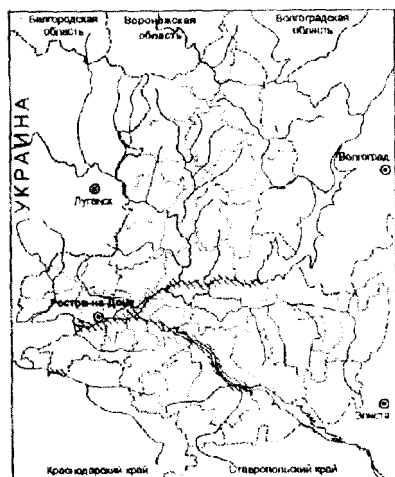 Белгородская
область
Воронежская
область
Волгоградская
область
УКРАИНА
Волгоград
Луганск
Ростов-на-Дону
Элиста
Краснодарский край
Ставропольский край